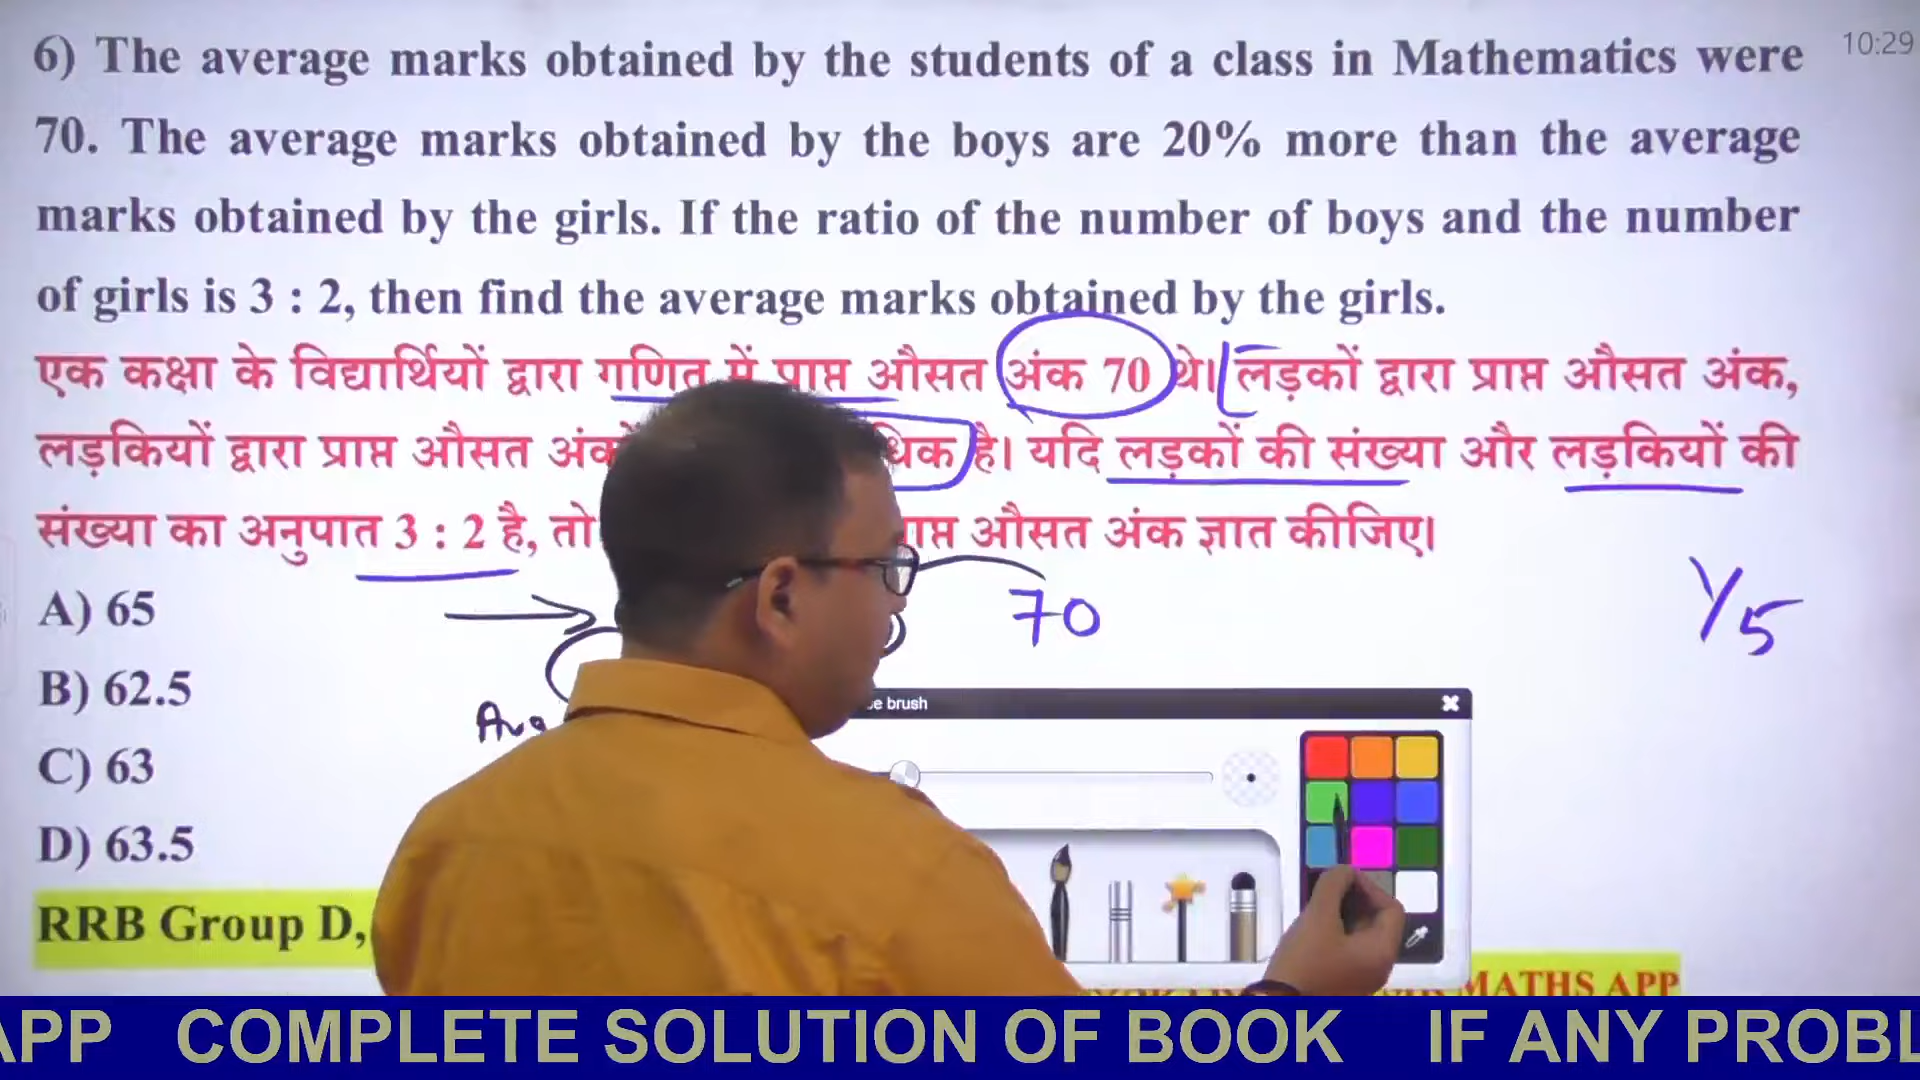 6) The average marks obtained by the students of a class in Mathematics were
10:29
70. The average marks obtained by the boys are 20% more than the average
marks obtained by the girls. If the ratio of the number of boys and the number
of girls is 3 : 2, then find the average marks obtained by the girls.
एक कक्षा के विद्यार्थियों द्वारा गणित में प्राप्त औसत अंक 70 थे। लड़कों द्वारा प्राप्त औसत अंक,
लड़कियों द्वारा प्राप्त औसत है। यदि लड़कों की संख्या और लड़कियों की
संख्या का अनुपात 3 : 2 है, तो औसत अंक ज्ञात कीजिए।
A) 65
70
1/5
B) 62.5
brush
Avg
C) 63
D) 63.5
RRB Group D,
MATHS APP
APP COMPLETE SOLUTION OF BOOK IF ANY PROBL